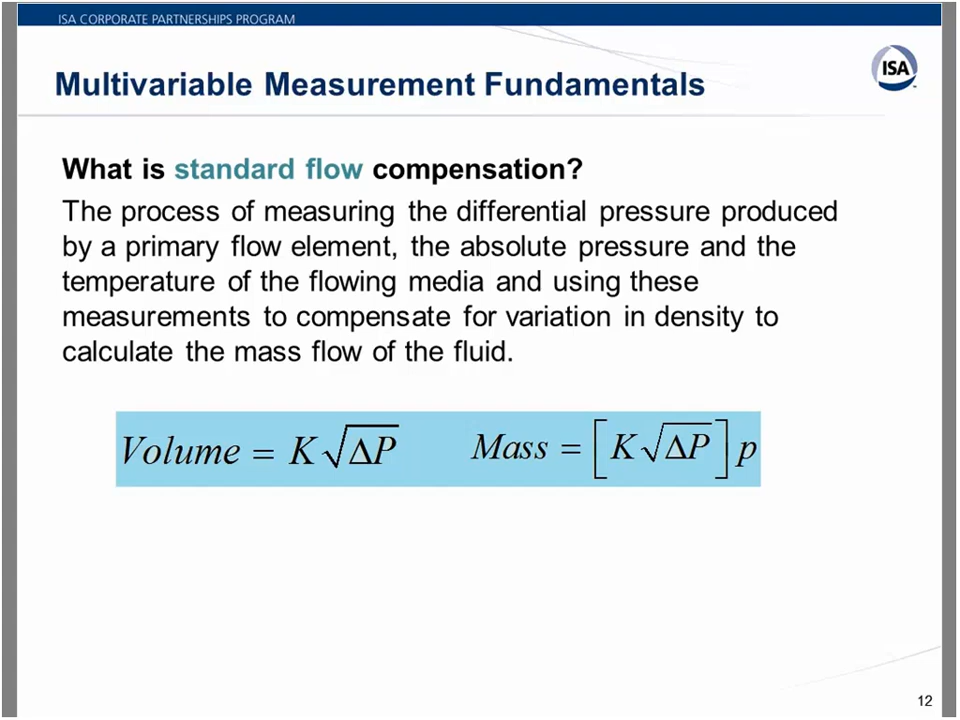 ISA CORPORATE PARTNERSHIPS PROGRAM
Multivariable Measurement Fundamentals
ISA
What is standard flow compensation?
The process of measuring the differential pressure produced
by a primary flow element, the absolute pressure and the
temperature of the flowing media and using these
measurements to compensate for variation in density to
calculate the mass flow of the fluid.
Volume = K√ΔP
Mass = [K√ΔP] p
12